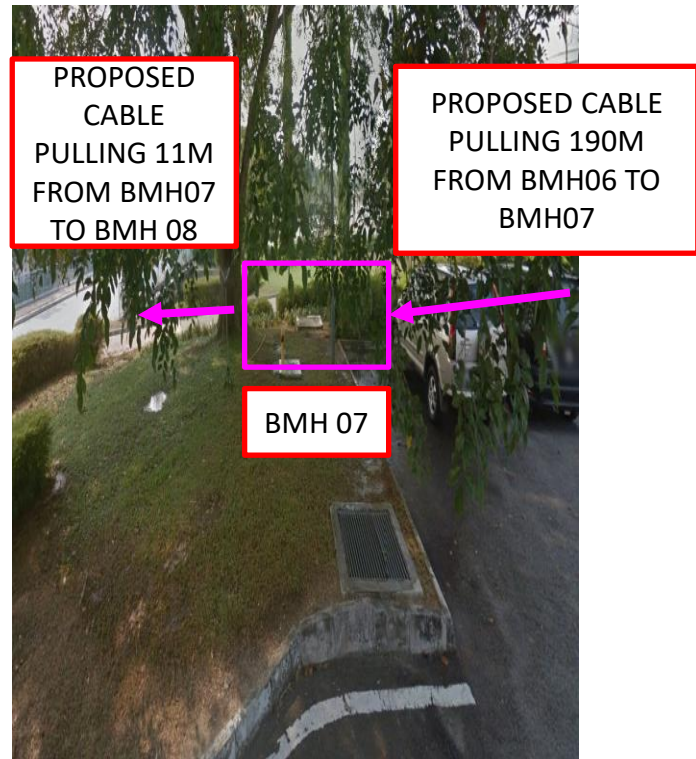 PROPOSED
CABLE
PULLING 11M
FROM BMH07
TO BMH 08
PROPOSED CABLE
PULLING 190M
FROM BMH06 TO
BMH07
BMH 07